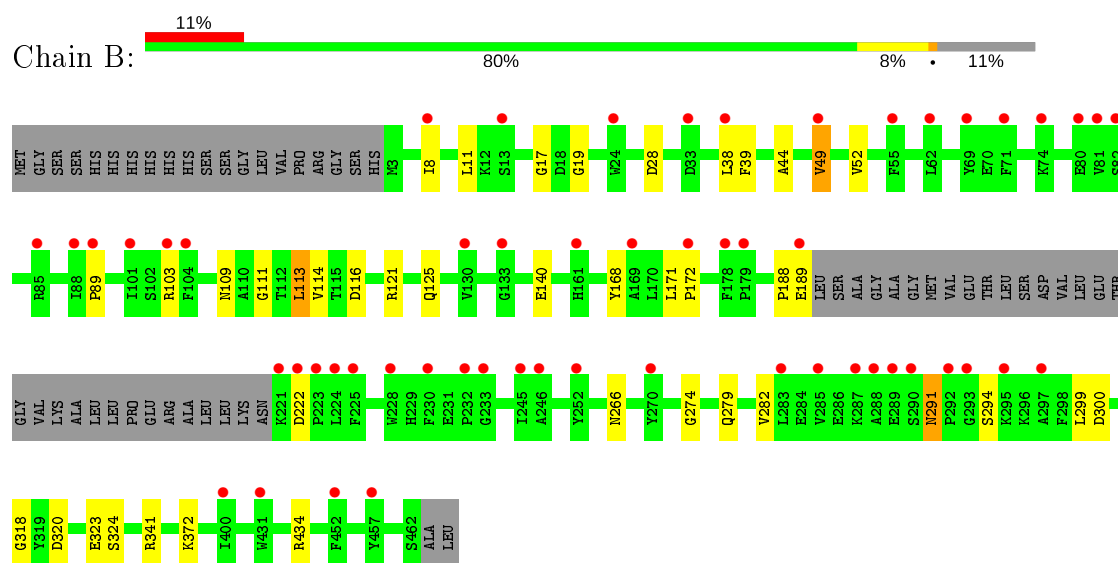 11%
Chain B:
80% 8% • 11%
MET GLY SER SER HIS HIS HIS HIS HIS HIS SER SER GLY LEU VAL PRO ARG GLY SER HIS M3 I8 L11 K12 S13 G17 D18 G19 W24 D28 D33 L38 F39 A44 V49 V52 F55 L62 Y69 E70 F71 K74 E80 V81 S82
R85 I88 P89 I101 S102 R103 F104 N109 A110 G111 T112 L113 V114 T115 D116 R121 Q125 V130 G133 E140 H161 Y168 A169 L170 L171 P172 F178 P179 P188 E189 LEU SER ALA GLY ALA GLY MET VAL GLU THR LEU SER ASP VAL LEU GLU THR
GLY VAL LYS ALA LEU LEU PRO GLU ARG ALA LEU LEU LYS ASN K221 D222 P223 L224 F225 W228 H229 F230 E231 P232 G233 I245 A246 Y252 N266 Y270 G274 Q279 V282 L283 E284 V285 E286 K287 A288 E289 S290 N291 P292 G293 S294 K295 K296 A297 F298 L299 D300
G318 Y319 D320 E323 S324 R341 K372 I400 W431 R434 F452 Y457 S462 ALA LEU